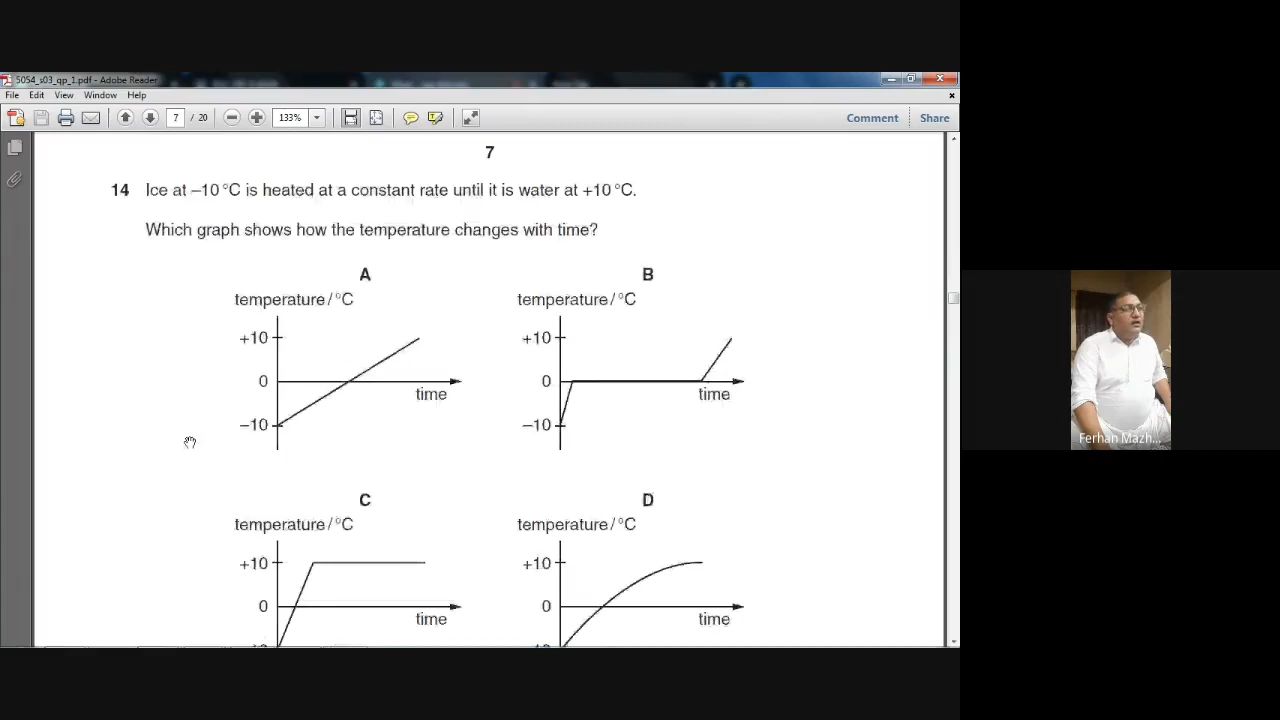 5054_s03_qp_1.pdf - Adobe Reader
File Edit View Window Help
7 / 20 133% Comment Share
7
14 Ice at –10 °C is heated at a constant rate until it is water at +10 °C.
Which graph shows how the temperature changes with time?
A B
temperature / °C temperature / °C
+10 +10
0 0
time time
–10 –10
C D
temperature / °C temperature / °C
+10 +10
0 0
time time
Ferhan Mazh...